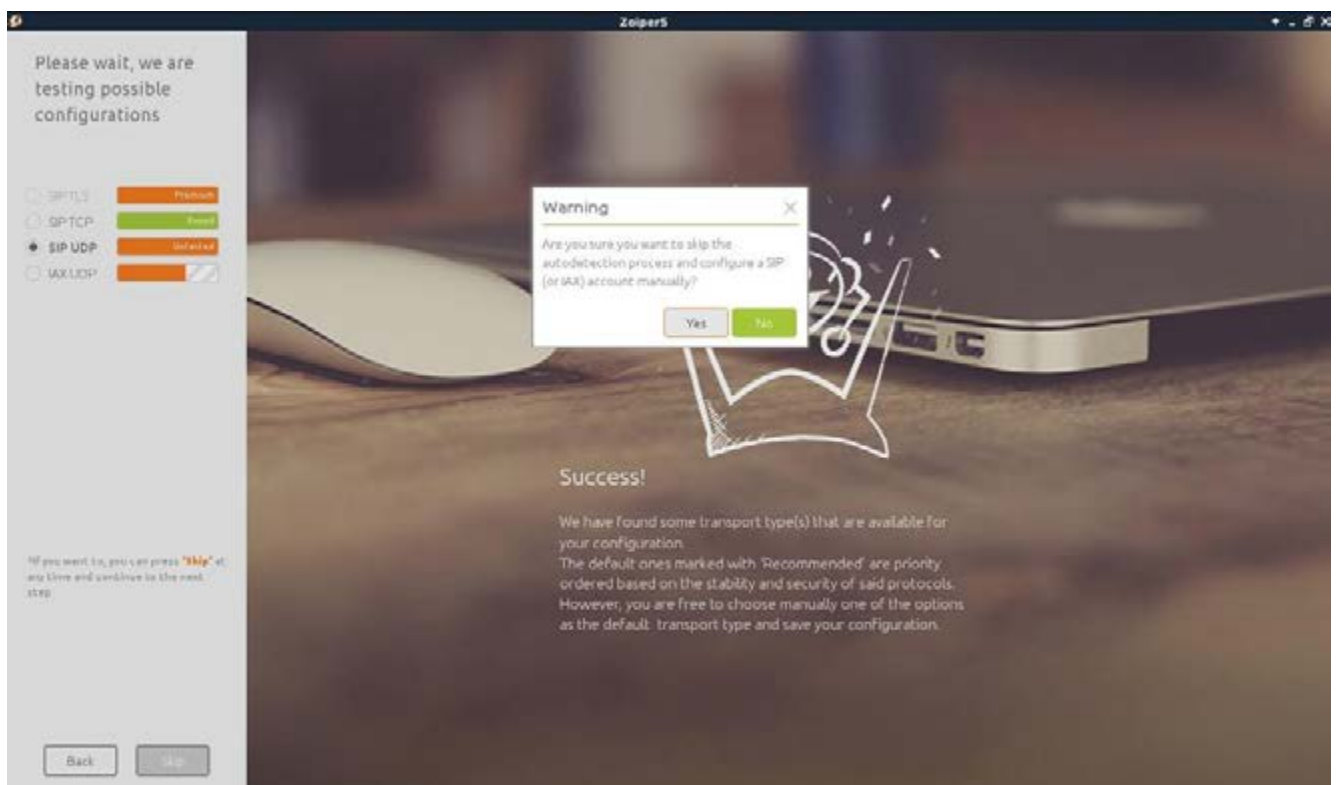 Zoiper5
Please wait, we are
testing possible
configurations
SIP TLS Premium
SIP TCP Found
SIP UDP
IAX UDP
Warning
Are you sure you want to skip the
autodetection process and configure a SIP
(or IAX) account manually?
Yes No
Success!
We have found some transport type(s) that are available for
your configuration.
The default ones marked with 'Recommended' are priority
ordered based on the stability and security of said protocols.
However, you are free to choose manually one of the options
as the default transport type and save your configuration.
*If you want to, you can press "Skip" at
any time and continue to the next
step
Back Skip